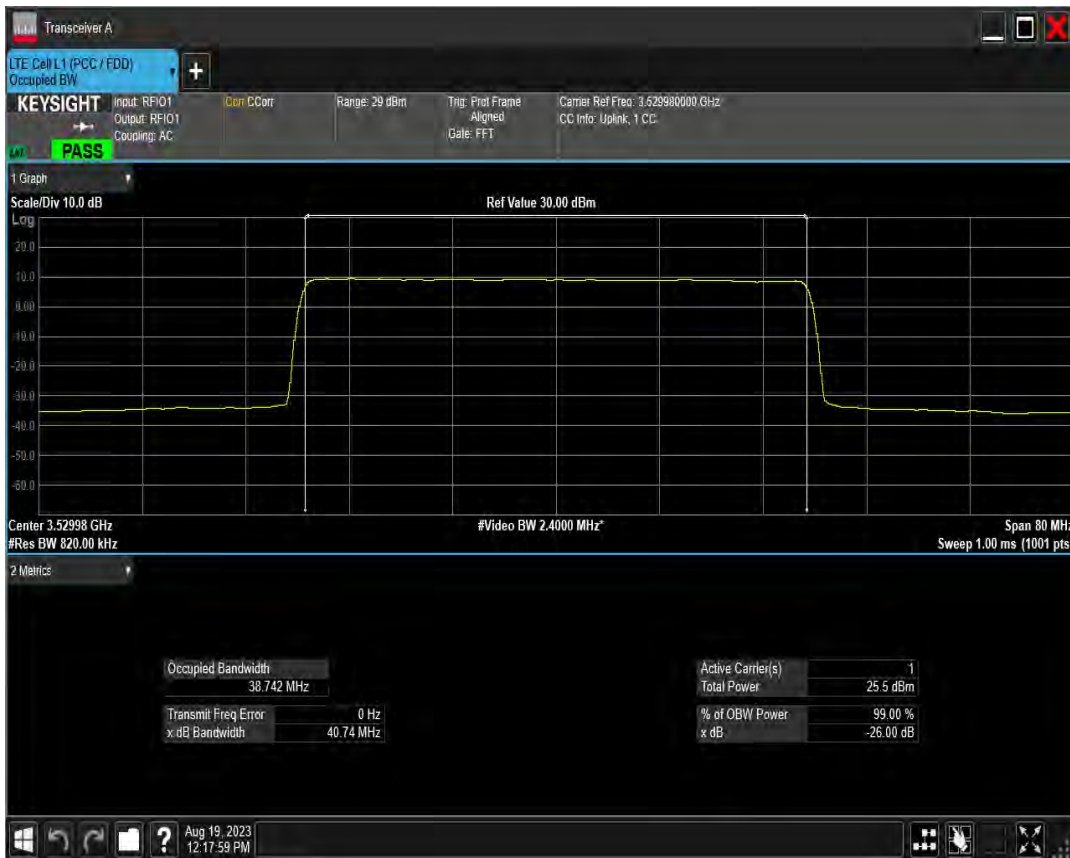 Transceiver A
LTE Cell L1 (PCC / FDD)
Occupied BW
+
KEYSIGHT
Input: RFIO1
Output: RFIO1
Coupling: AC
Corr CCorr
Range: 29 dBm
Trig: Prot Frame
Aligned
Gate: FFT
Carrier Ref Freq: 3.529980000 GHz
CC Info: Uplink, 1 CC
PASS
1 Graph
Scale/Div 10.0 dB
Ref Value 30.00 dBm
Log
20.0
10.0
0.00
-10.0
-20.0
-30.0
-40.0
-50.0
-60.0
Center 3.52998 GHz
#Video BW 2.4000 MHz*
Span 80 MHz
#Res BW 820.00 kHz
Sweep 1.00 ms (1001 pts
2 Metrics
Occupied Bandwidth
38.742 MHz
Transmit Freq Error 0 Hz
x dB Bandwidth 40.74 MHz
Active Carrier(s) 1
Total Power 25.5 dBm
% of OBW Power 99.00 %
x dB -26.00 dB
?
Aug 19, 2023
12:17:59 PM